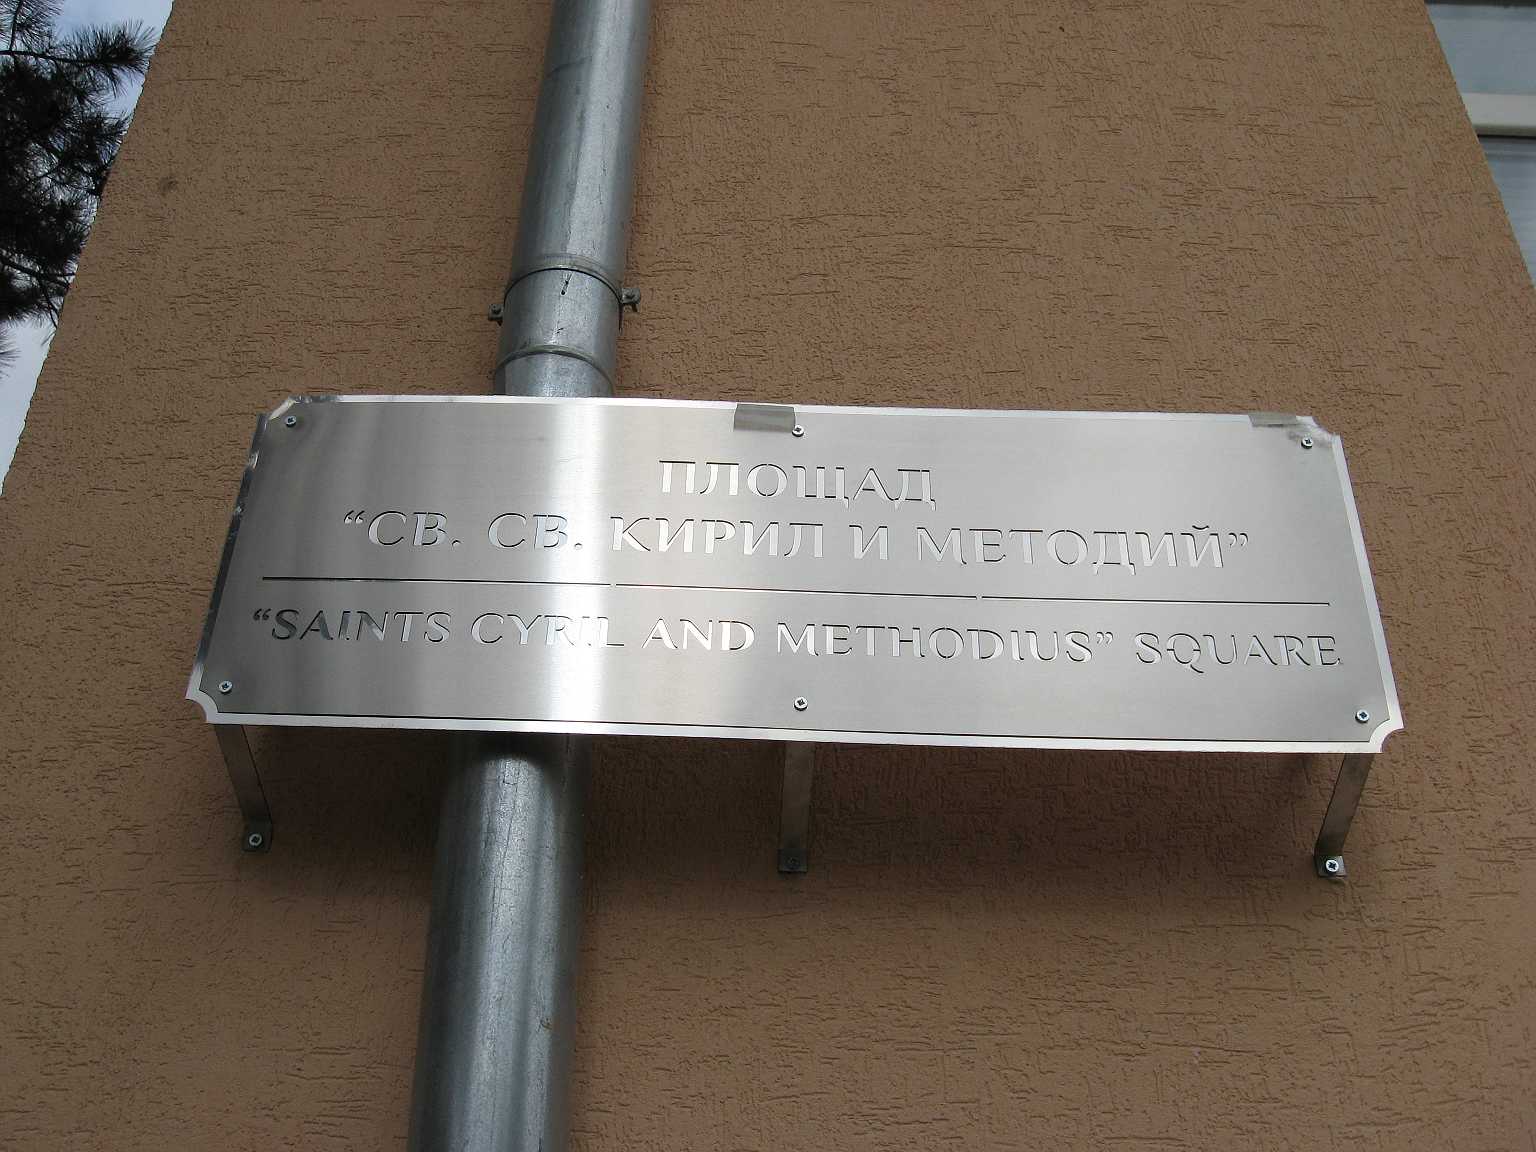 ПЛОЩАД
“СВ. СВ. КИРИЛ И МЕТОДИЙ”
“SAINTS CYRIL AND METHODIUS” SQUARE